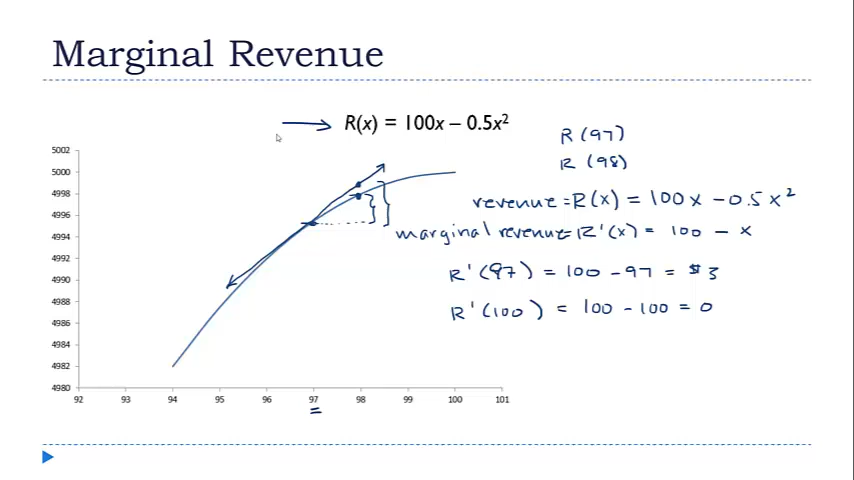 Marginal Revenue
R(x) = 100x – 0.5x²
R(97)
R(98)
revenue = R(x) = 100x - 0.5x²
marginal revenue = R'(x) = 100 - x
R'(97) = 100 - 97 = $3
R'(100) = 100 - 100 = 0
5002
5000
4998
4996
4994
4992
4990
4988
4986
4984
4982
4980
92 93 94 95 96 97 98 99 100 101